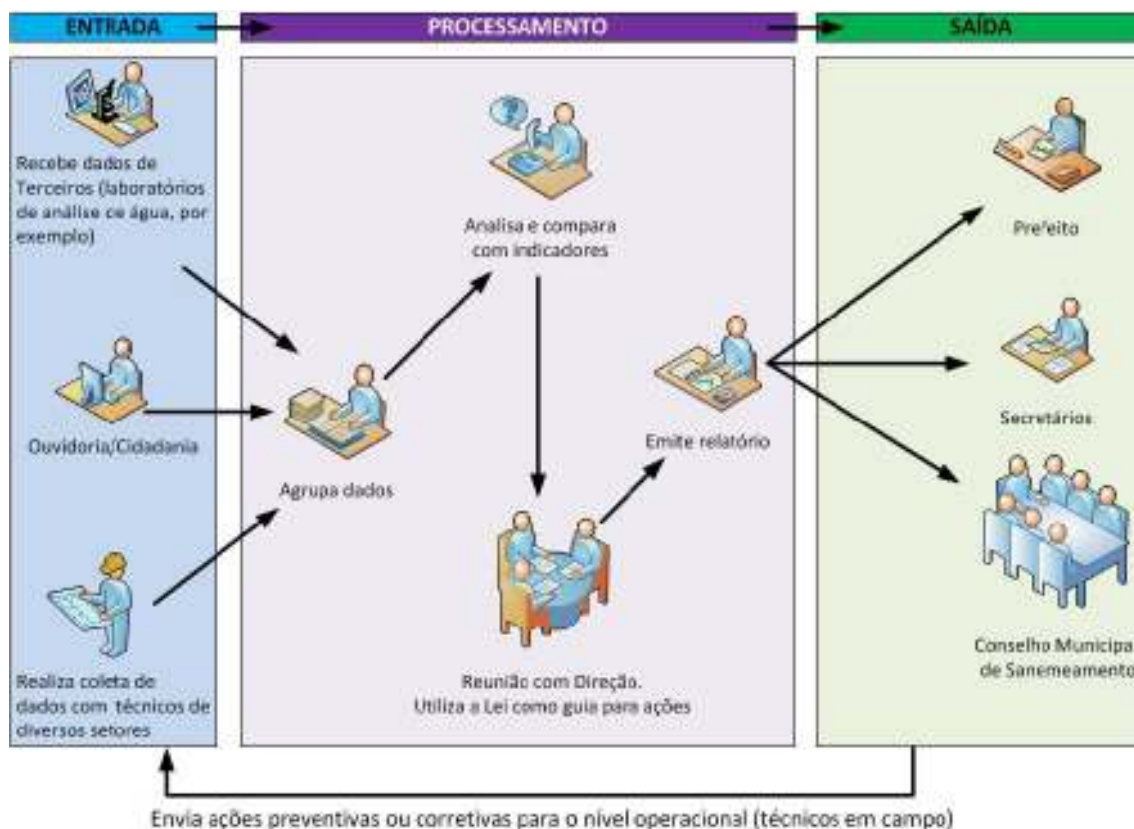 ENTRADA
PROCESSAMENTO
SAÍDA
Recebe dados de
Terceiros (laboratórios
de análise de água, por
exemplo)
Ouvidoria/Cidadania
Realiza coleta de
dados com técnicos de
diversos setores
Agrupa dados
Analisa e compara
com indicadores
Reunião com Direção.
Utiliza a Lei como guia para ações
Emite relatório
Prefeito
Secretários
Conselho Municipal
de Sanemeamento
Envia ações preventivas ou corretivas para o nível operacional (técnicos em campo)